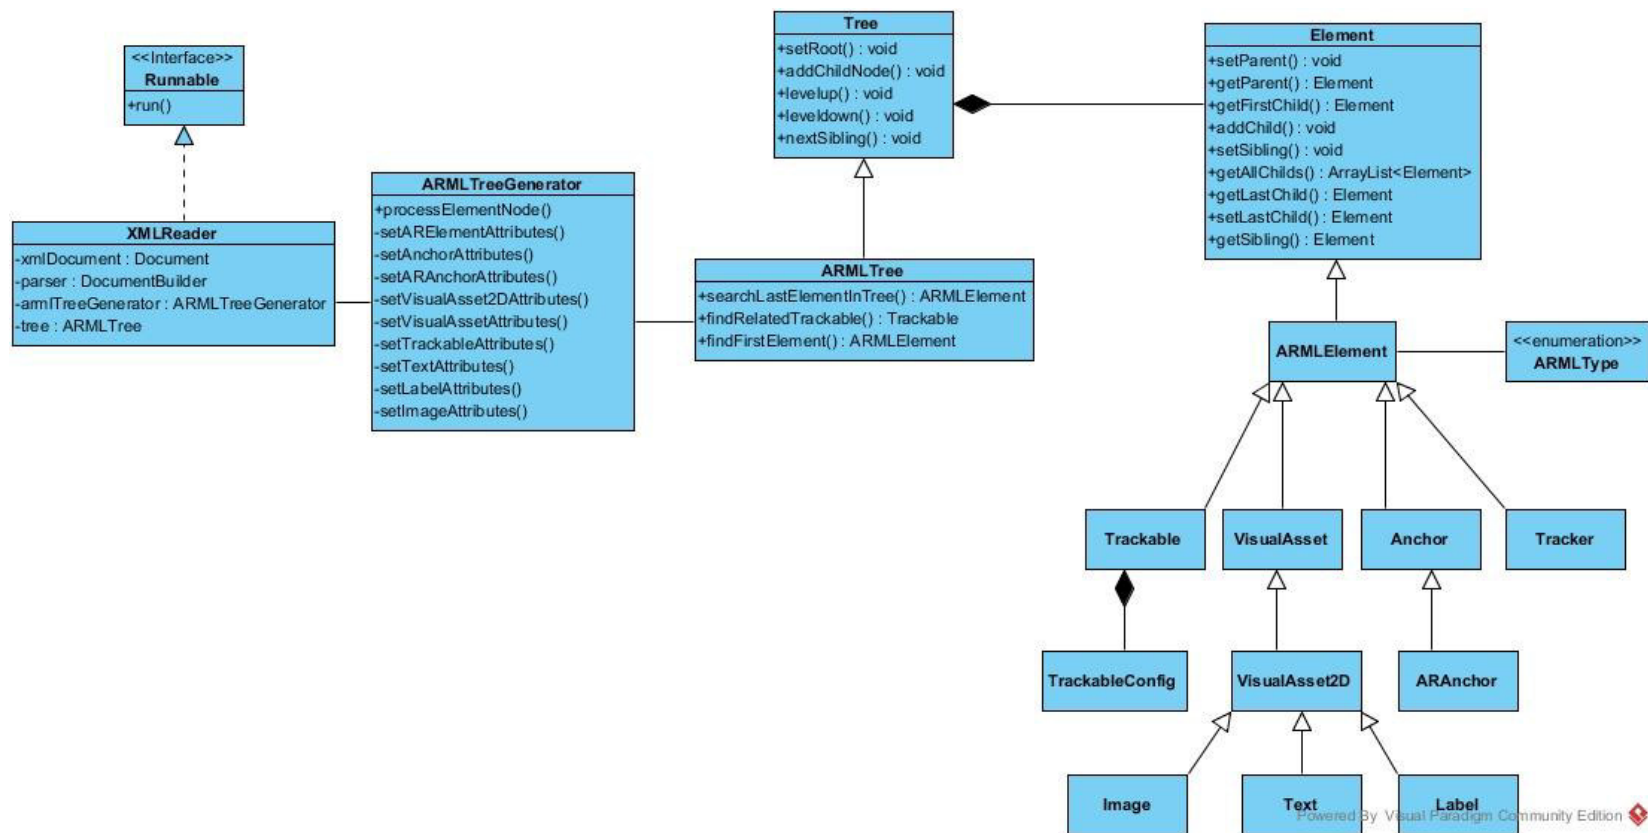 <<Interface>>
Runnable
+run()
XMLReader
-xmlDocument : Document
-parser : DocumentBuilder
-armlTreeGenerator : ARMLTreeGenerator
-tree : ARMLTree
ARMLTreeGenerator
+processElementNode()
-setARElementAttributes()
-setAnchorAttributes()
-setARAnchorAttributes()
-setVisualAsset2DAttributes()
-setVisualAssetAttributes()
-setTrackableAttributes()
-setTextAttributes()
-setLabelAttributes()
-setImageAttributes()
Tree
+setRoot() : void
+addChildNode() : void
+levelup() : void
+leveldown() : void
+nextSibling() : void
ARMLTree
+searchLastElementInTree() : ARMLElement
+findRelatedTrackable() : Trackable
+findFirstElement() : ARMLElement
Element
+setParent() : void
+getParent() : Element
+getFirstChild() : Element
+addChild() : void
+setSibling() : void
+getAllChilds() : ArrayList<Element>
+getLastChild() : Element
+setLastChild() : Element
+getSibling() : Element
ARMLElement
<<enumeration>>
ARMLType
Trackable
VisualAsset
Anchor
Tracker
TrackableConfig
VisualAsset2D
ARAnchor
Image
Text
Label
Powered By Visual Paradigm Community Edition